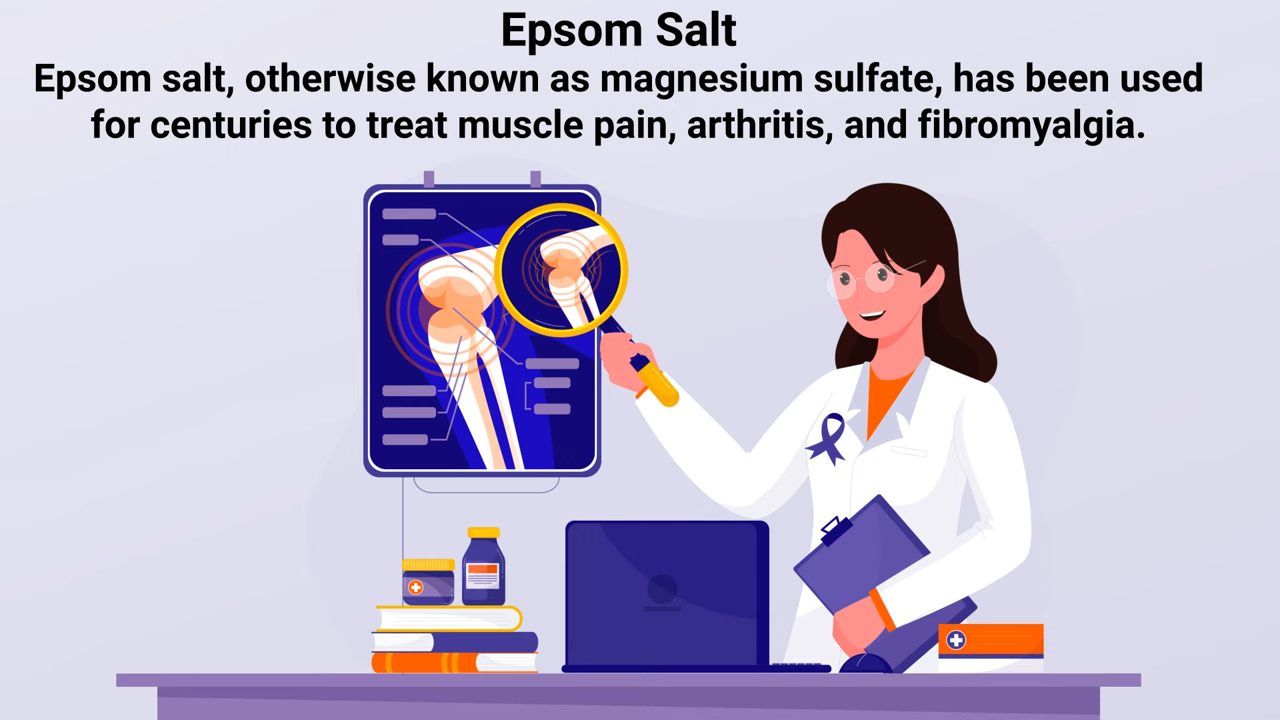 Epsom Salt
Epsom salt, otherwise known as magnesium sulfate, has been used
for centuries to treat muscle pain, arthritis, and fibromyalgia.